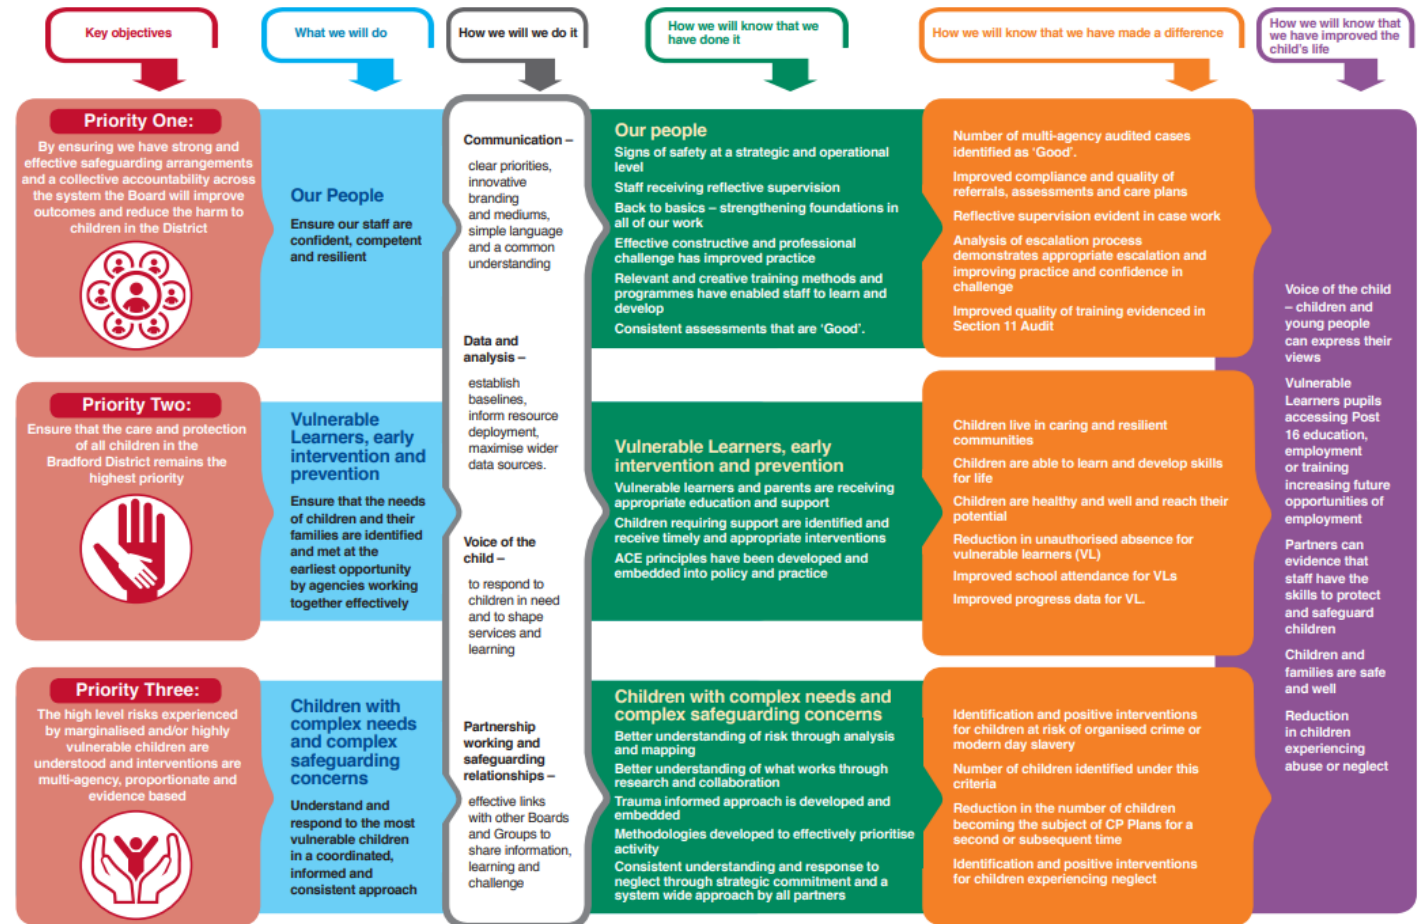 Key objectives
What we will do
How we will we do it
How we will know that we
have done it
How we will know that we have made a difference
How we will know that
we have improved the
child's life
Priority One:
By ensuring we have strong and
effective safeguarding arrangements
and a collective accountability across
the system the Board will improve
outcomes and reduce the harm to
children in the District
Our People
Ensure our staff are
confident, competent
and resilient
Priority Two:
Ensure that the care and protection
of all children in the
Bradford District remains the
highest priority
Vulnerable
Learners, early
intervention and
prevention
Ensure that the needs
of children and their
families are identified
and met at the
earliest opportunity
by agencies working
together effectively
Priority Three:
The high level risks experienced
by marginalised and/or highly
vulnerable children are
understood and interventions are
multi-agency, proportionate and
evidence based
Children with
complex needs
and complex
safeguarding
concerns
Understand and
respond to the most
vulnerable children
in a coordinated,
informed and
consistent approach
Communication –
clear priorities,
innovative
branding
and mediums,
simple language
and a common
understanding
Data and
analysis –
establish
baselines,
inform resource
deployment,
maximise wider
data sources.
Voice of the
child –
to respond to
children in need
and to shape
services and
learning
Partnership
working and
safeguarding
relationships –
effective links
with other Boards
and Groups to
share information,
learning and
challenge
Our people
Signs of safety at a strategic and operational
level
Staff receiving reflective supervision
Back to basics – strengthening foundations in
all of our work
Effective constructive and professional
challenge has improved practice
Relevant and creative training methods and
programmes have enabled staff to learn and
develop
Consistent assessments that are 'Good'.
Vulnerable Learners, early
intervention and prevention
Vulnerable learners and parents are receiving
appropriate education and support
Children requiring support are identified and
receive timely and appropriate interventions
ACE principles have been developed and
embedded into policy and practice
Children with complex needs and
complex safeguarding concerns
Better understanding of risk through analysis
and mapping
Better understanding of what works through
research and collaboration
Trauma informed approach is developed and
embedded
Methodologies developed to effectively prioritise
activity
Consistent understanding and response to
neglect through strategic commitment and a
system wide approach by all partners
Number of multi-agency audited cases
identified as 'Good'.
Improved compliance and quality of
referrals, assessments and care plans
Reflective supervision evident in case work
Analysis of escalation process
demonstrates appropriate escalation and
improving practice and confidence in
challenge
Improved quality of training evidenced in
Section 11 Audit
Children live in caring and resilient
communities
Children are able to learn and develop skills
for life
Children are healthy and well and reach their
potential
Reduction in unauthorised absence for
vulnerable learners (VL)
Improved school attendance for VLs
Improved progress data for VL.
Identification and positive interventions
for children at risk of organised crime or
modern day slavery
Number of children identified under this
criteria
Reduction in the number of children
becoming the subject of CP Plans for a
second or subsequent time
Identification and positive interventions
for children experiencing neglect
Voice of the child
– children and
young people
can express their
views
Vulnerable
Learners pupils
accessing Post
16 education,
employment
or training
increasing future
opportunities of
employment
Partners can
evidence that
staff have the
skills to protect
and safeguard
children
Children and
families are safe
and well
Reduction
in children
experiencing
abuse or neglect